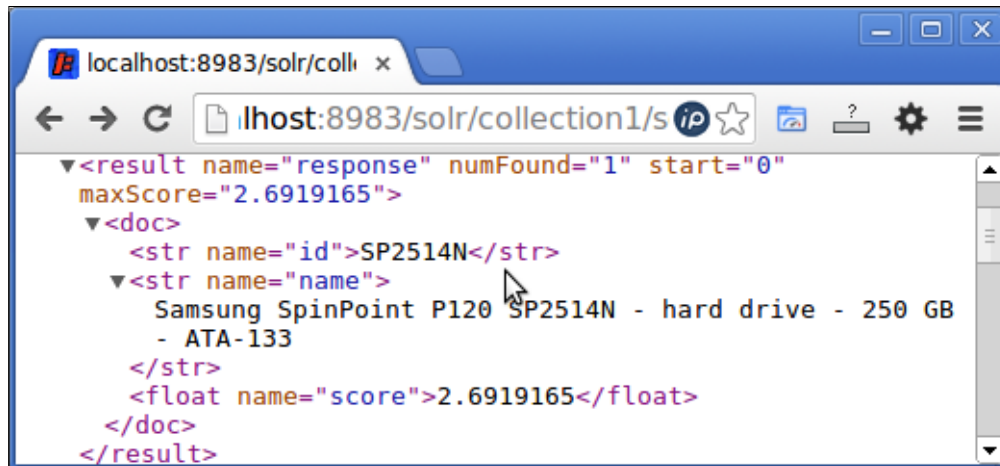 localhost:8983/solr/coll
lhost:8983/solr/collection1/s ip
?
<result name="response" numFound="1" start="0"
maxScore="2.6919165">
<doc>
<str name="id">SP2514N</str>
<str name="name">
Samsung SpinPoint P120 SP2514N - hard drive - 250 GB
- ATA-133
</str>
<float name="score">2.6919165</float>
</doc>
</result>